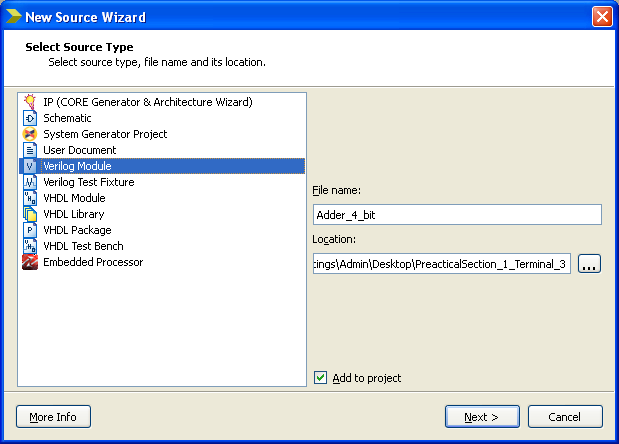 New Source Wizard
Select Source Type
Select source type, file name and its location.
IP (CORE Generator & Architecture Wizard)
Schematic
System Generator Project
User Document
Verilog Module
Verilog Test Fixture
VHDL Module
VHDL Library
VHDL Package
VHDL Test Bench
Embedded Processor
File name:
Adder_4_bit
Location:
:ings\Admin\Desktop\PreacticalSection_1_Terminal_3
...
Add to project
More Info
Next >
Cancel